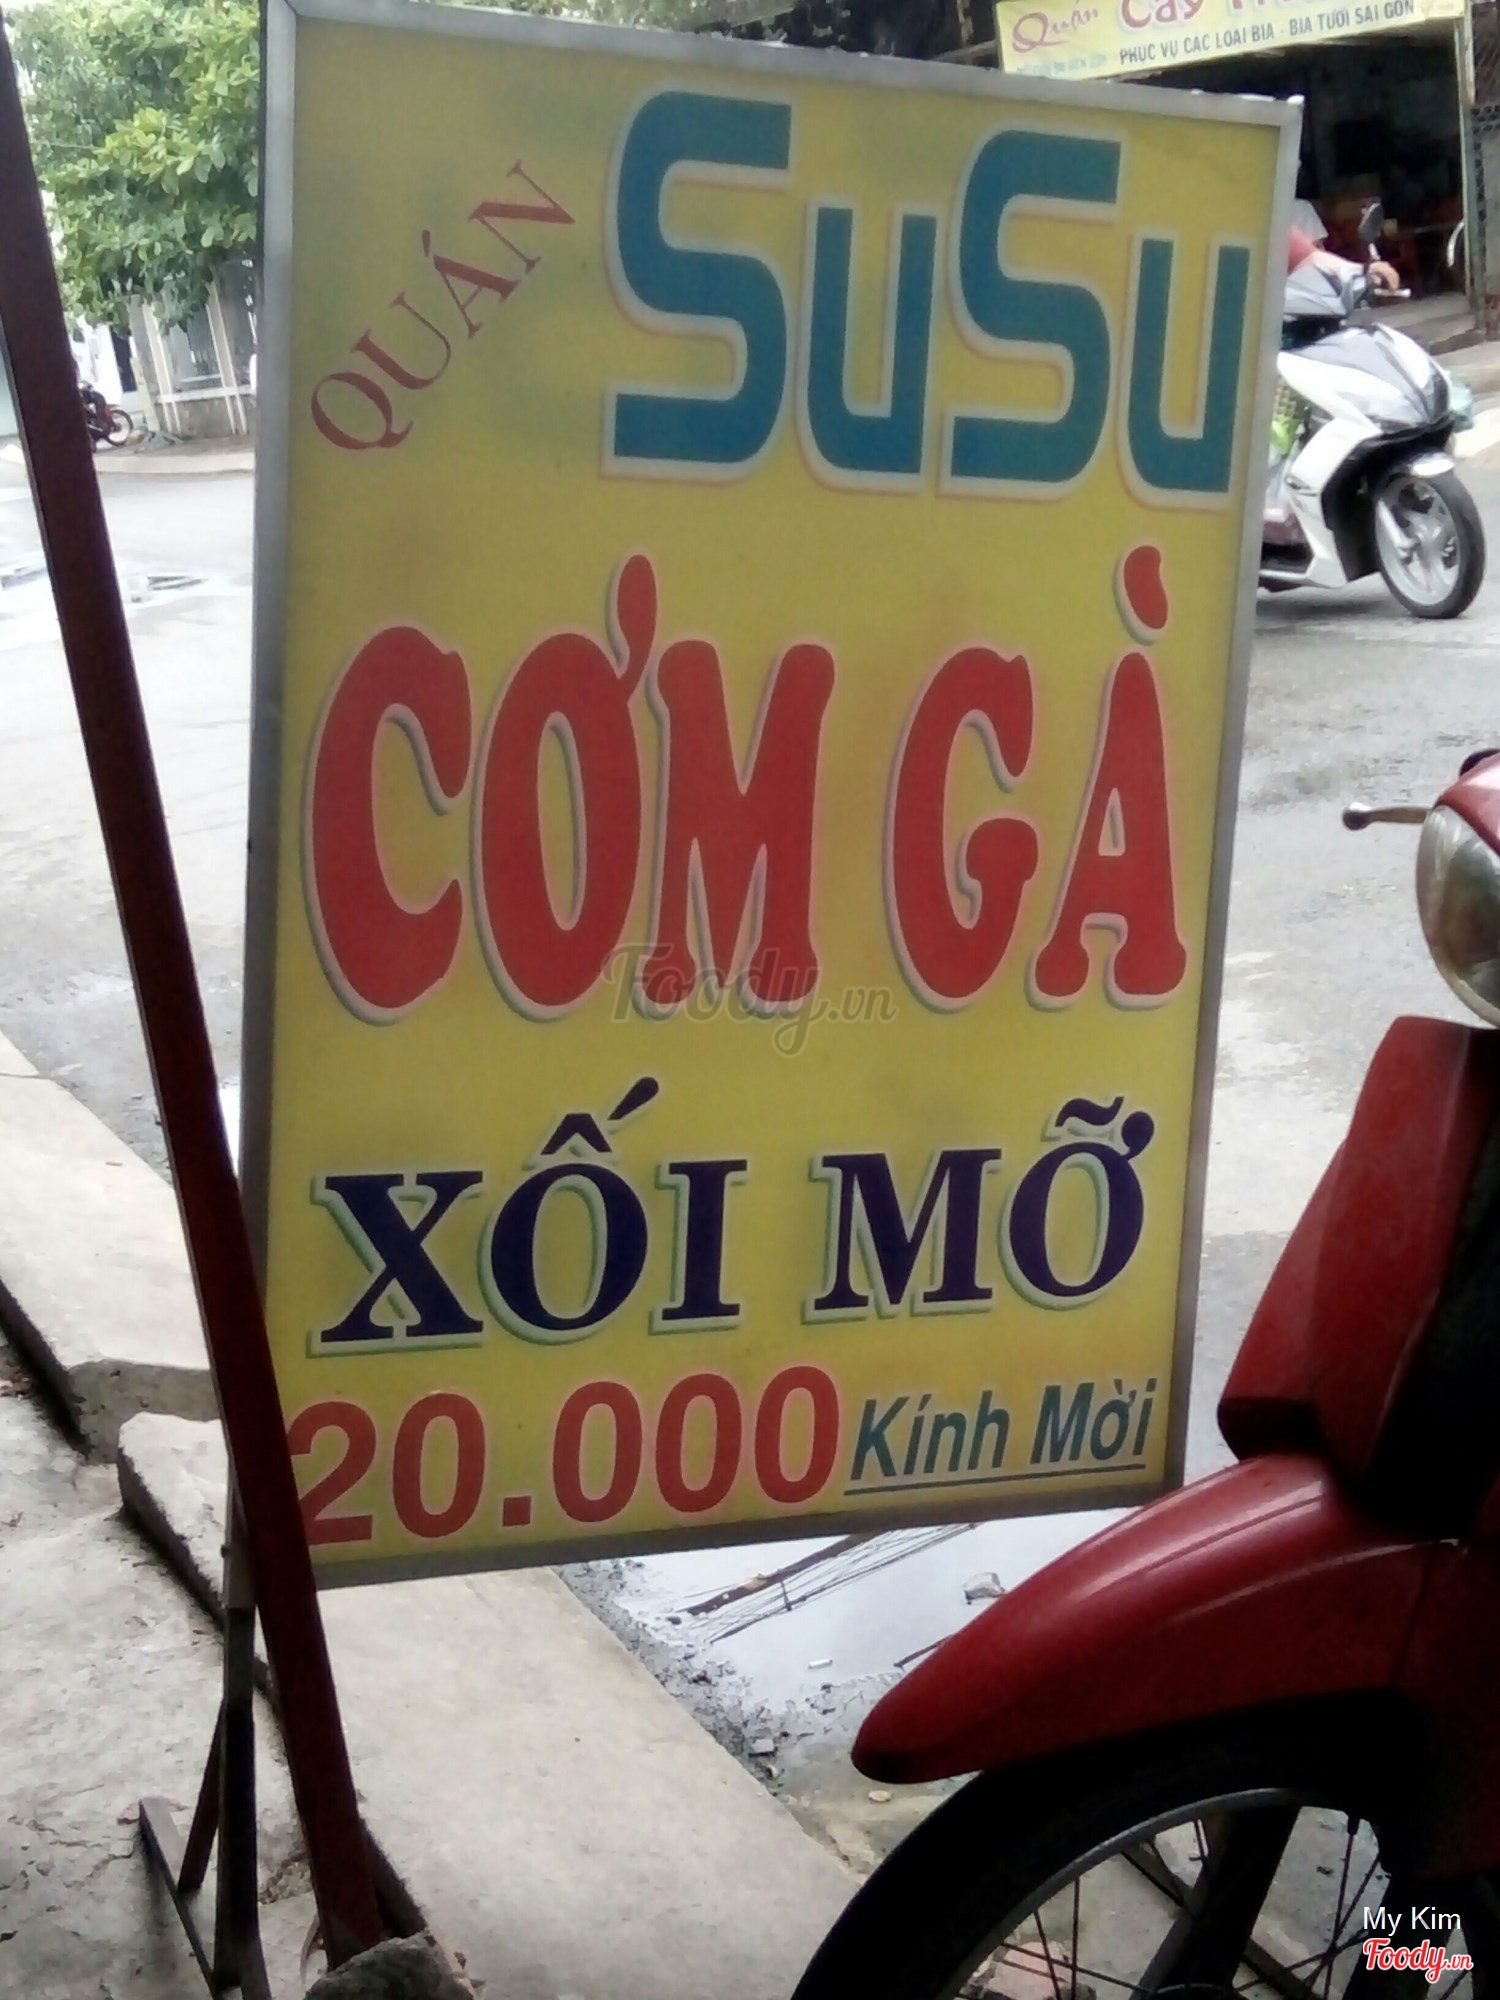 Quán
PHỤC VỤ CÁC LOẠI BIA - BIA TƯƠI SÀI GÒN
QUÁN SuSu
CƠM GÀ
XỐI MỠ
20.000 Kính Mời
Foody.vn
My Kim
Foody.vn